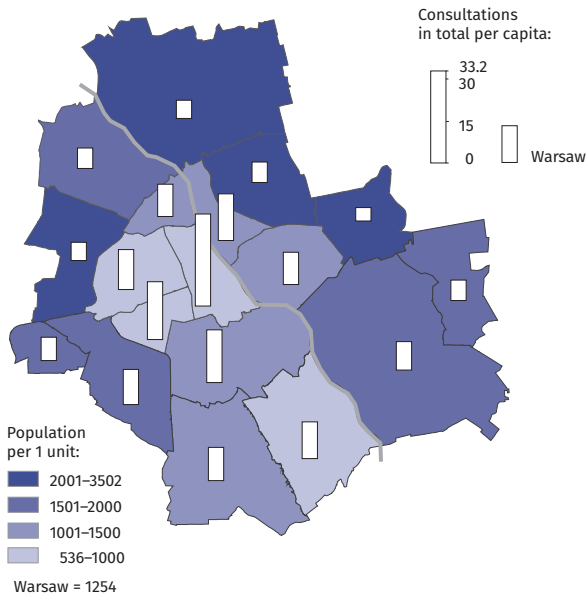 Consultations
in total per capita:
33.2
30
15
0
Warsaw
Population
per 1 unit:
2001–3502
1501–2000
1001–1500
536–1000
Warsaw = 1254